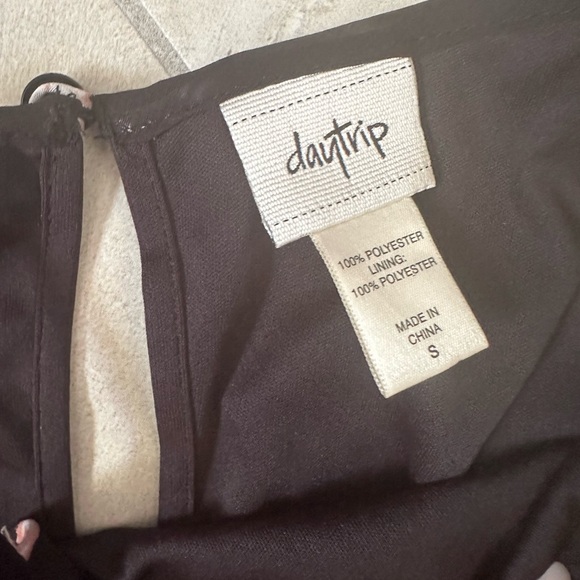 daytrip
100% POLYESTER
LINING:
100% POLYESTER
MADE IN
CHINA
S